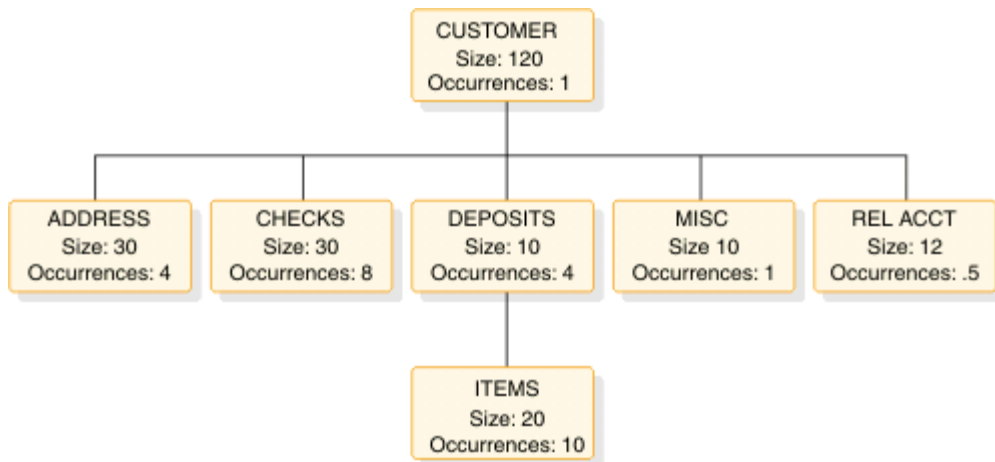 CUSTOMER
Size: 120
Occurrences: 1
ADDRESS
Size: 30
Occurrences: 4
CHECKS
Size: 30
Occurrences: 8
DEPOSITS
Size: 10
Occurrences: 4
MISC
Size 10
Occurrences: 1
REL ACCT
Size: 12
Occurrences: .5
ITEMS
Size: 20
Occurrences: 10